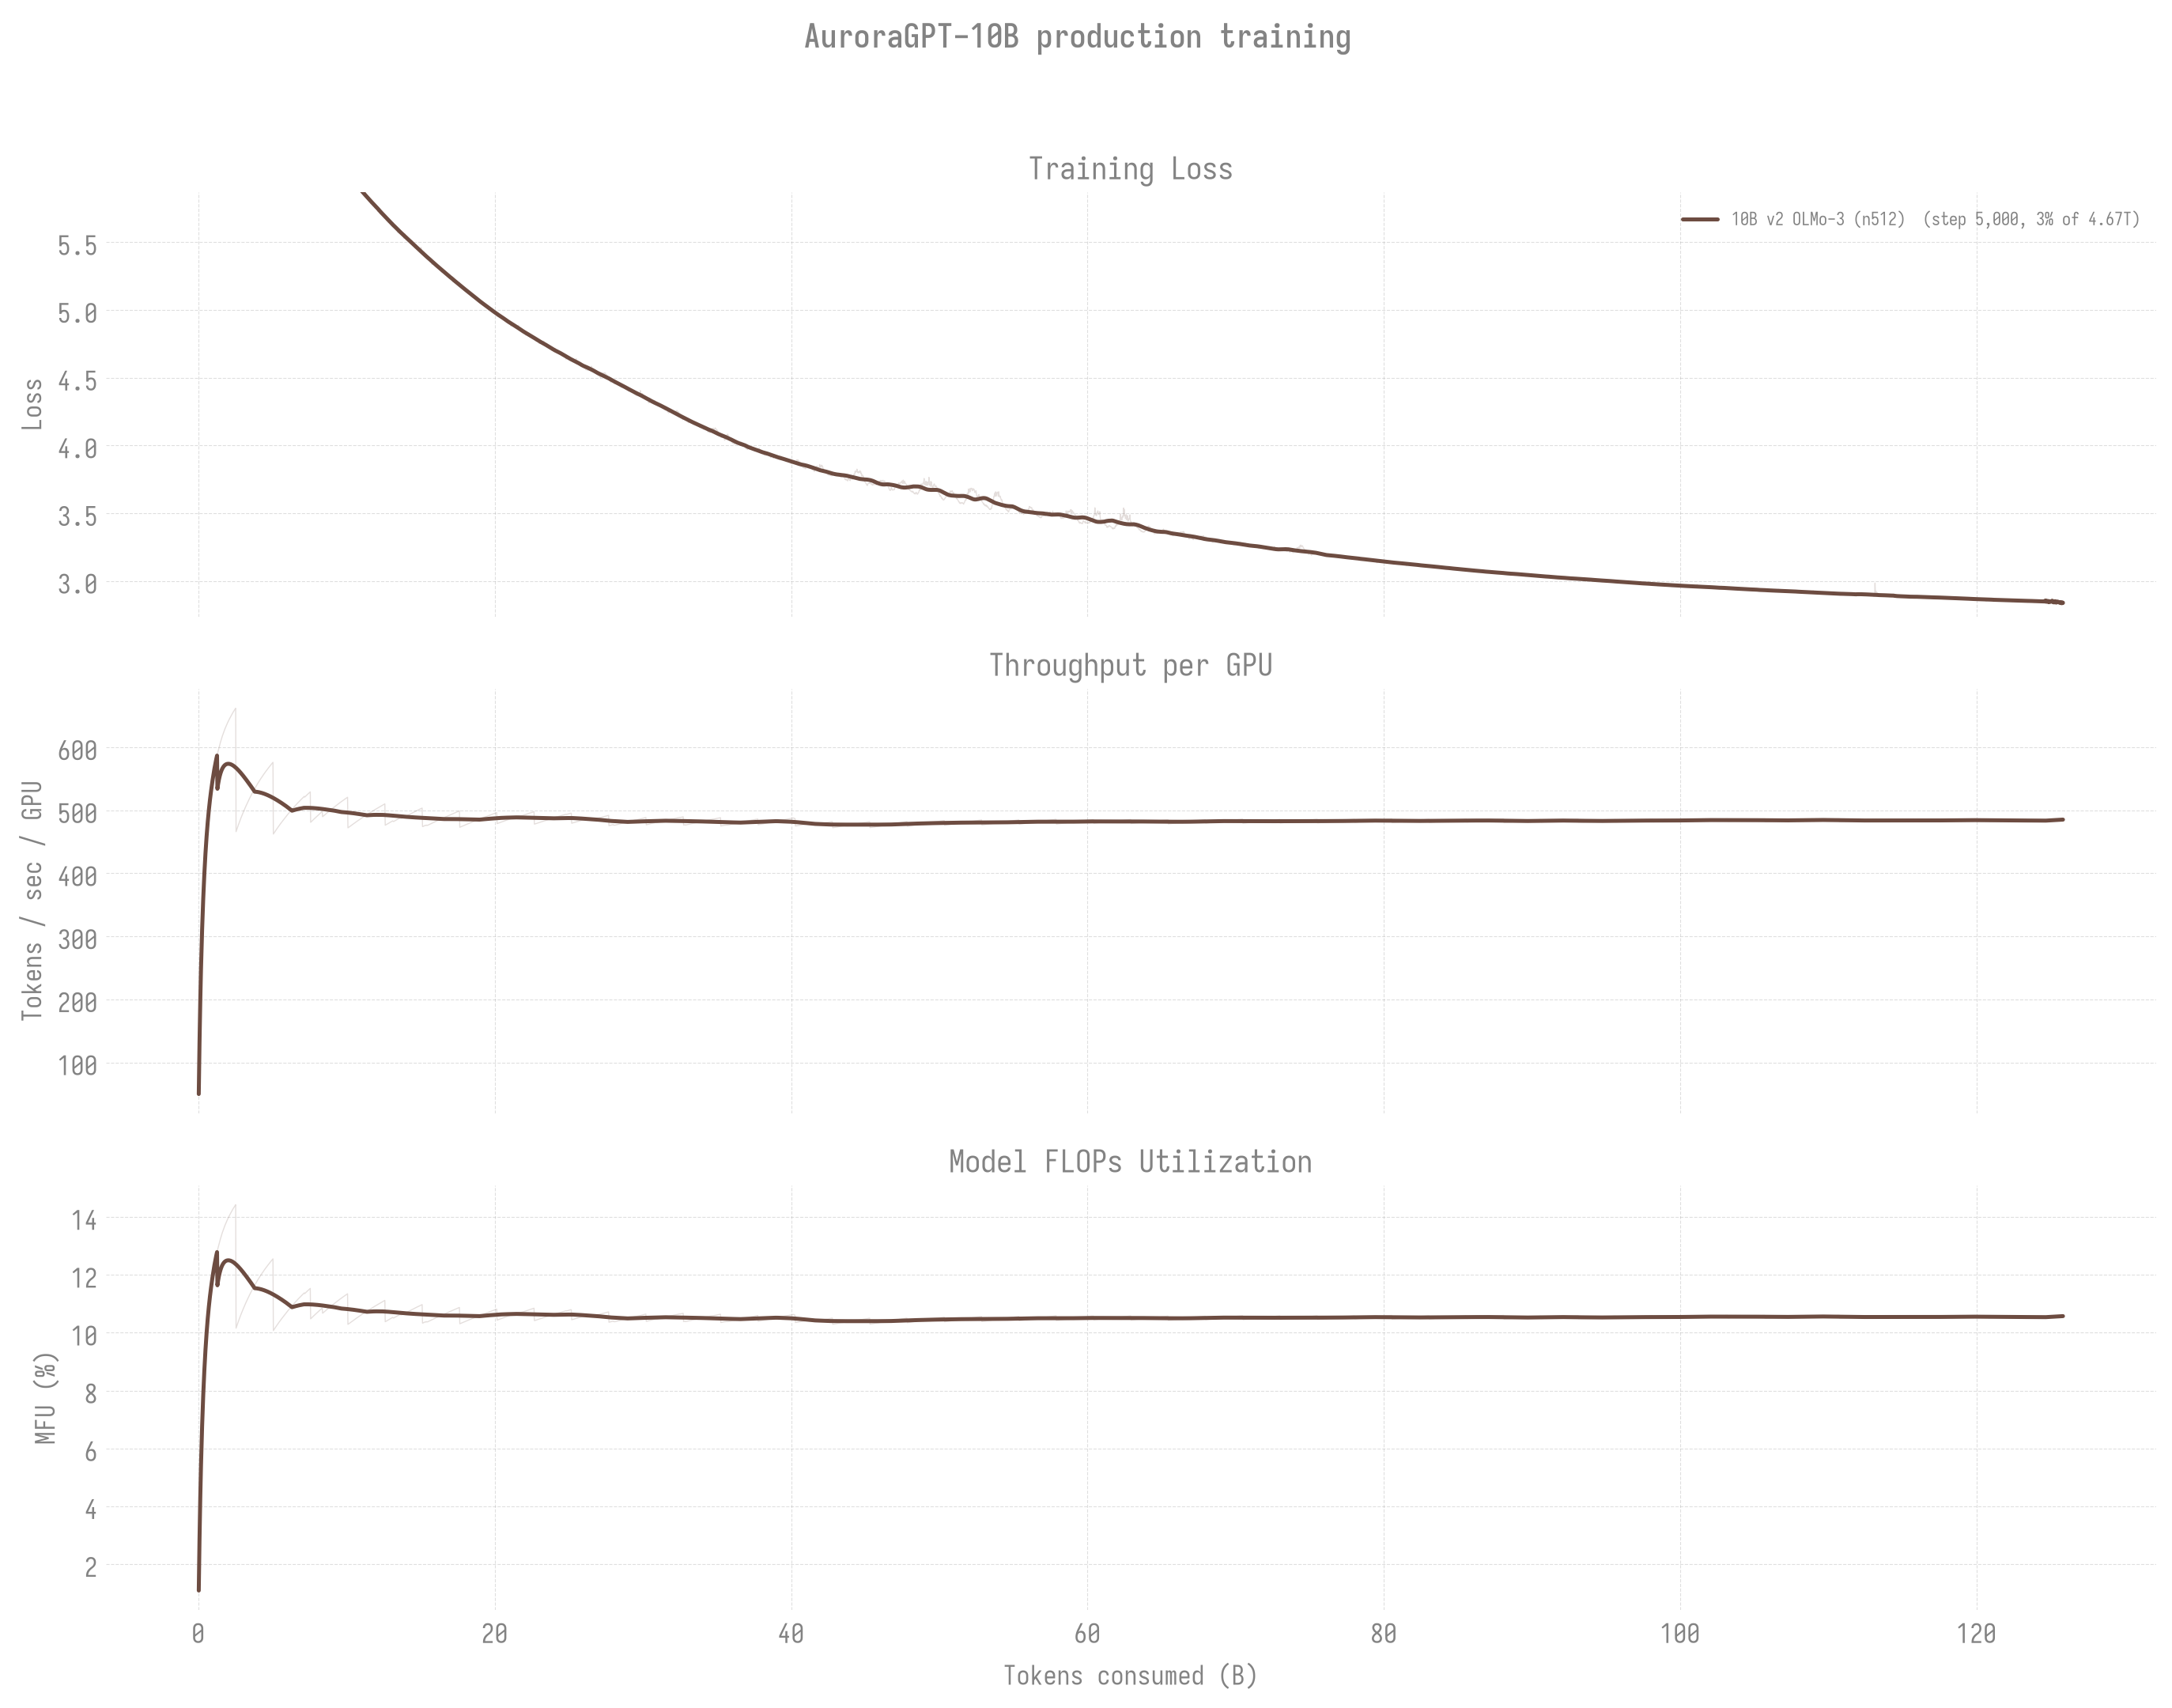 AuroraGPT-10B production training
Training Loss
10B v2 OLMo-3 (n512)  (step 5,000, 3% of 4.67T)
Loss
5.5
5.0
4.5
4.0
3.5
3.0
Throughput per GPU
Tokens / sec / GPU
600
500
400
300
200
100
Model FLOPs Utilization
MFU (%)
14
12
10
8
6
4
2
0 20 40 60 80 100 120
Tokens consumed (B)